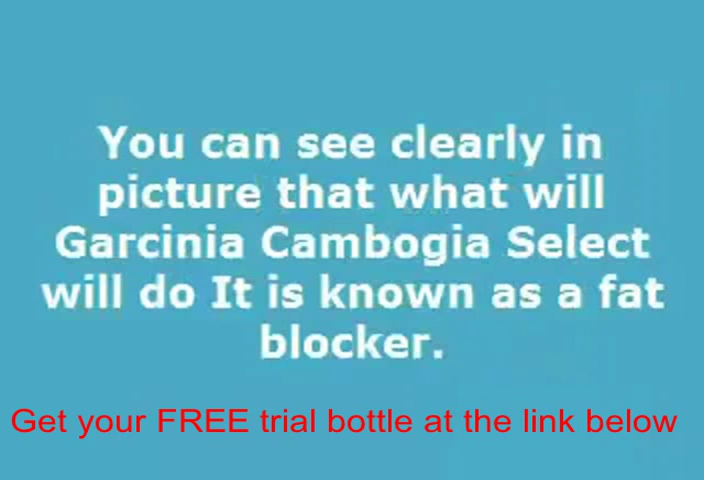 You can see clearly in
picture that what will
Garcinia Cambogia Select
will do It is known as a fat
blocker.
Get your FREE trial bottle at the link below